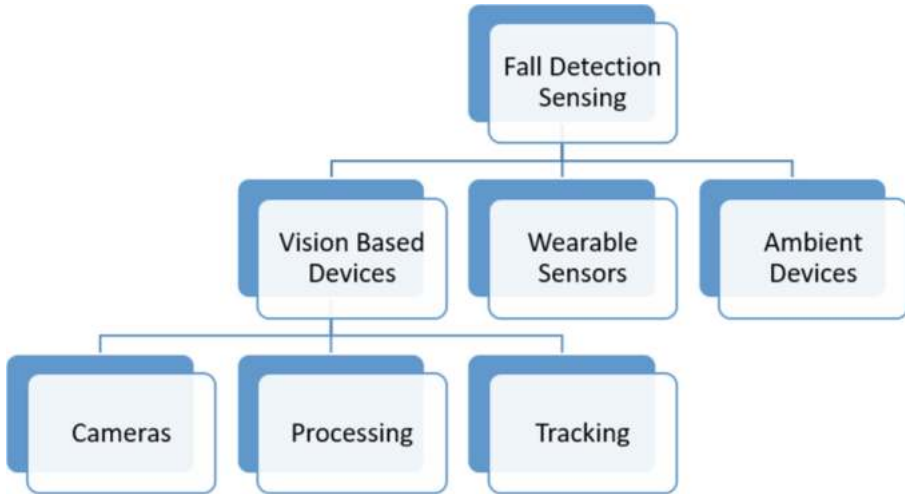 Fall Detection
Sensing
Vision Based
Devices
Wearable
Sensors
Ambient
Devices
Cameras
Processing
Tracking